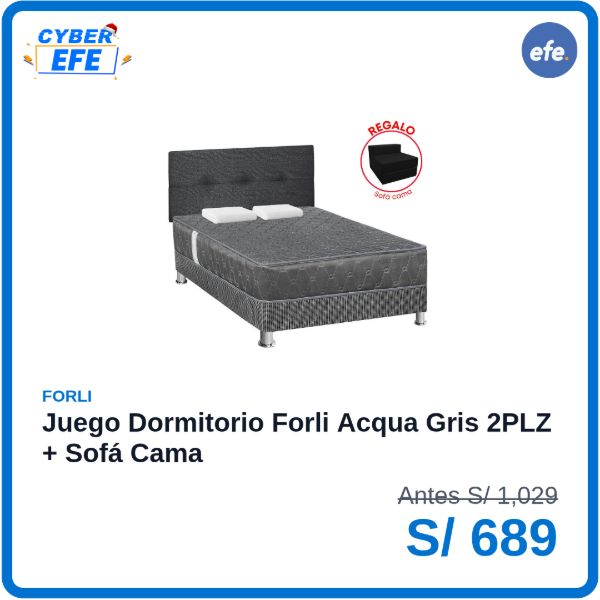 CYBER
EFE
efe.
REGALO
Sofá cama
FORLI
Juego Dormitorio Forli Acqua Gris 2PLZ
+ Sofá Cama
Antes S/ 1,029
S/ 689